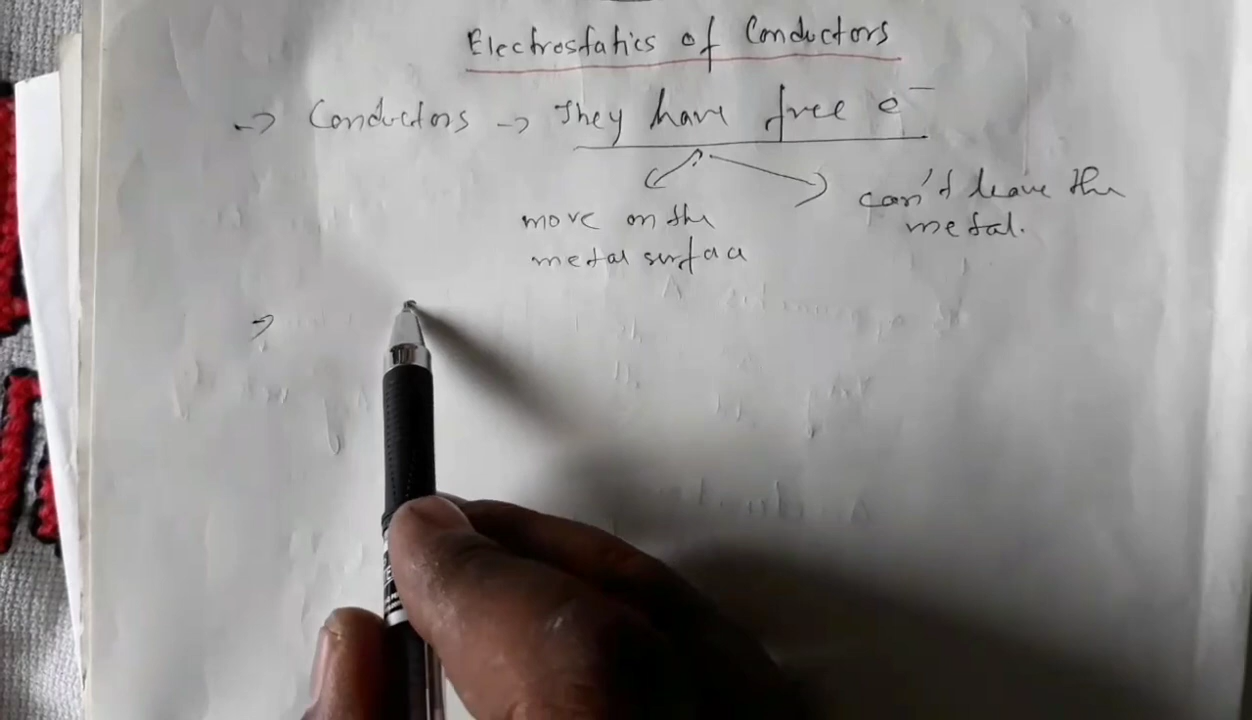 Electrostatics of Conductors
→ Conductors → They have free e⁻
move on the metal surface
can't leave the metal.